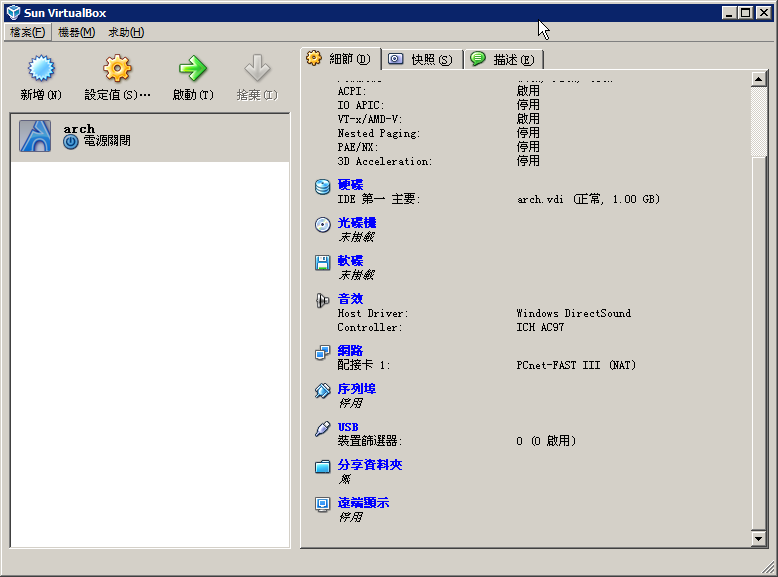 Sun VirtualBox
檔案(F) 機器(M) 求助(H)
新增(N) 設定值(S)… 啟動(T) 捨棄(I)
細節(D) 快照(S) 描述(E)
arch
電源關閉
ACPI: 啟用
IO APIC: 停用
VT-x/AMD-V: 啟用
Nested Paging: 停用
PAE/NX: 停用
3D Acceleration: 停用
硬碟
IDE 第一 主要: arch.vdi (正常, 1.00 GB)
光碟機
未掛載
軟碟
未掛載
音效
Host Driver: Windows DirectSound
Controller: ICH AC97
網路
配接卡 1: PCnet-FAST III (NAT)
序列埠
停用
USB
裝置篩選器: 0 (0 啟用)
分享資料夾
無
遠端顯示
停用